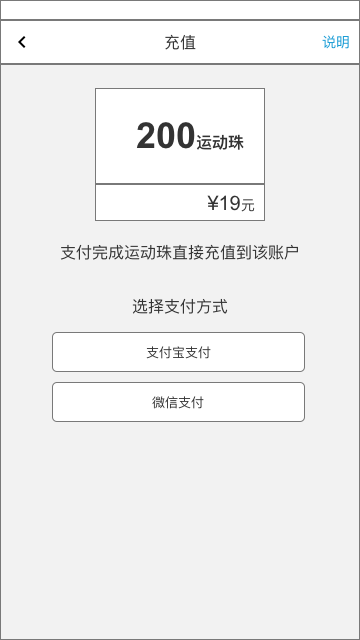 充值
说明
200运动珠
¥19元
支付完成运动珠直接充值到该账户
选择支付方式
支付宝支付
微信支付